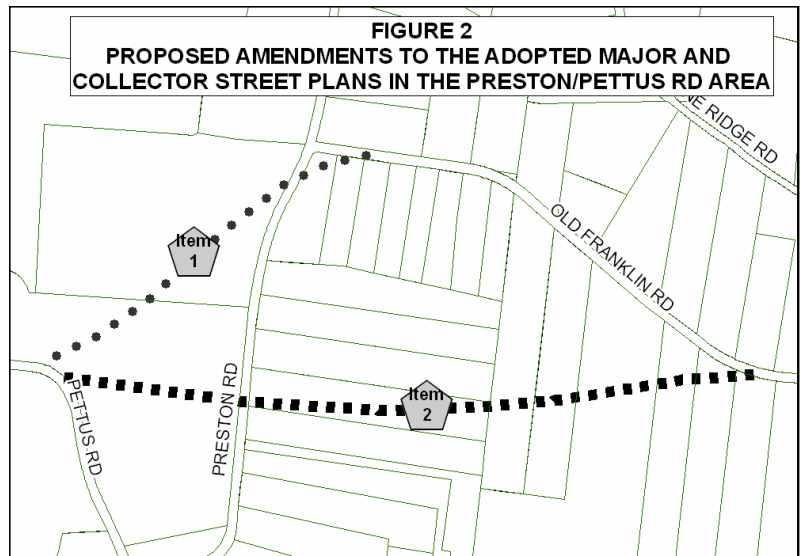 FIGURE 2
PROPOSED AMENDMENTS TO THE ADOPTED MAJOR AND
COLLECTOR STREET PLANS IN THE PRESTON/PETTUS RD AREA
NE RIDGE RD
OLD FRANKLIN RD
Item
1
PRESTON RD
PETTUS RD
Item
2